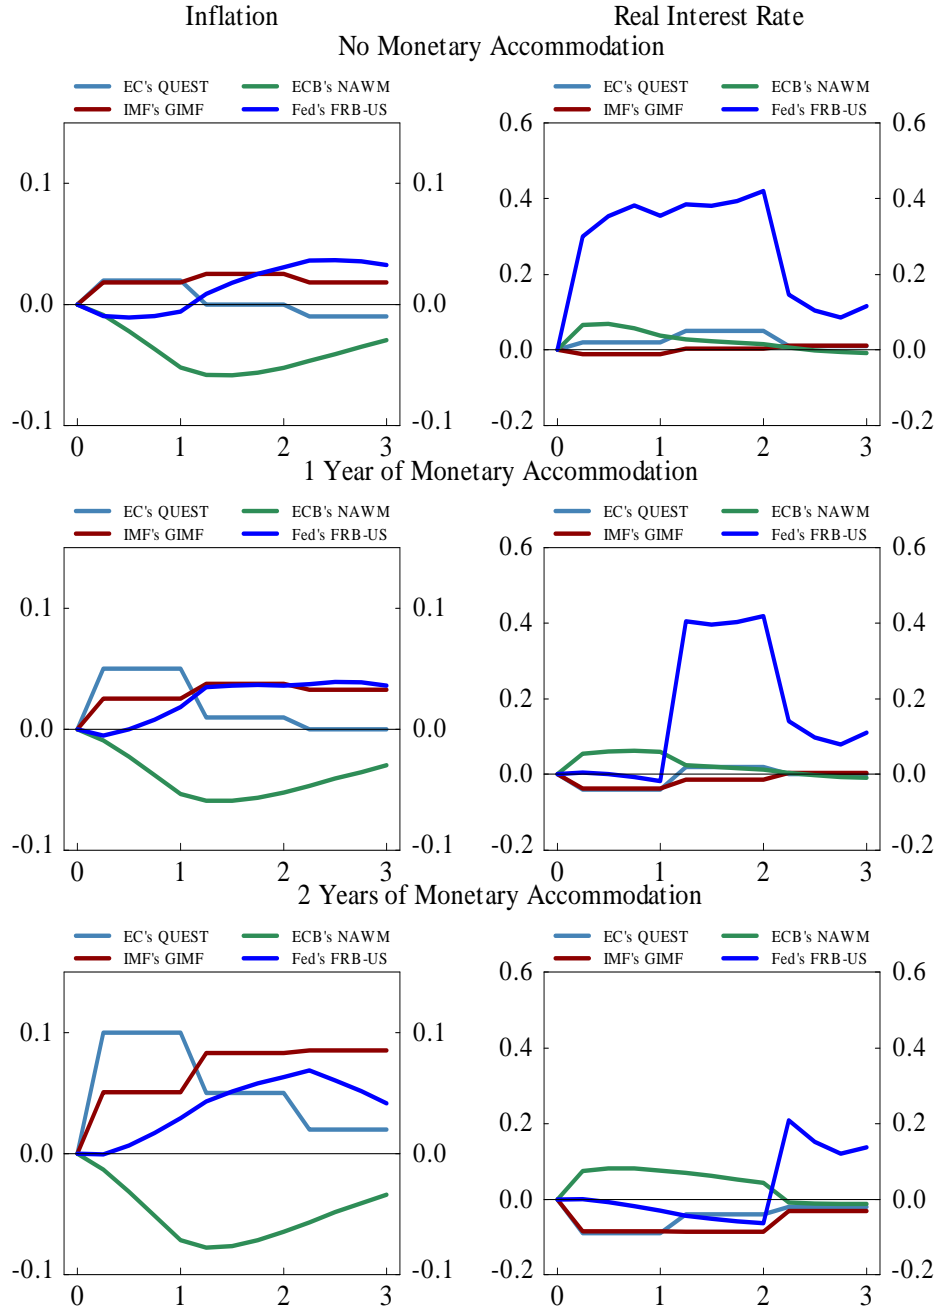 Inflation
Real Interest Rate
No Monetary Accommodation
EC's QUEST
ECB's NAWM
IMF's GIMF
Fed's FRB-US
0.1
0.1
0.0
0.0
-0.1
-0.1
0
1
2
3
EC's QUEST
ECB's NAWM
IMF's GIMF
Fed's FRB-US
0.6
0.6
0.4
0.4
0.2
0.2
0.0
0.0
-0.2
-0.2
0
1
2
3
1 Year of Monetary Accommodation
EC's QUEST
ECB's NAWM
IMF's GIMF
Fed's FRB-US
0.1
0.1
0.0
0.0
-0.1
-0.1
0
1
2
3
EC's QUEST
ECB's NAWM
IMF's GIMF
Fed's FRB-US
0.6
0.6
0.4
0.4
0.2
0.2
0.0
0.0
-0.2
-0.2
0
1
2
3
2 Years of Monetary Accommodation
EC's QUEST
ECB's NAWM
IMF's GIMF
Fed's FRB-US
0.1
0.1
0.0
0.0
-0.1
-0.1
0
1
2
3
EC's QUEST
ECB's NAWM
IMF's GIMF
Fed's FRB-US
0.6
0.6
0.4
0.4
0.2
0.2
0.0
0.0
-0.2
-0.2
0
1
2
3